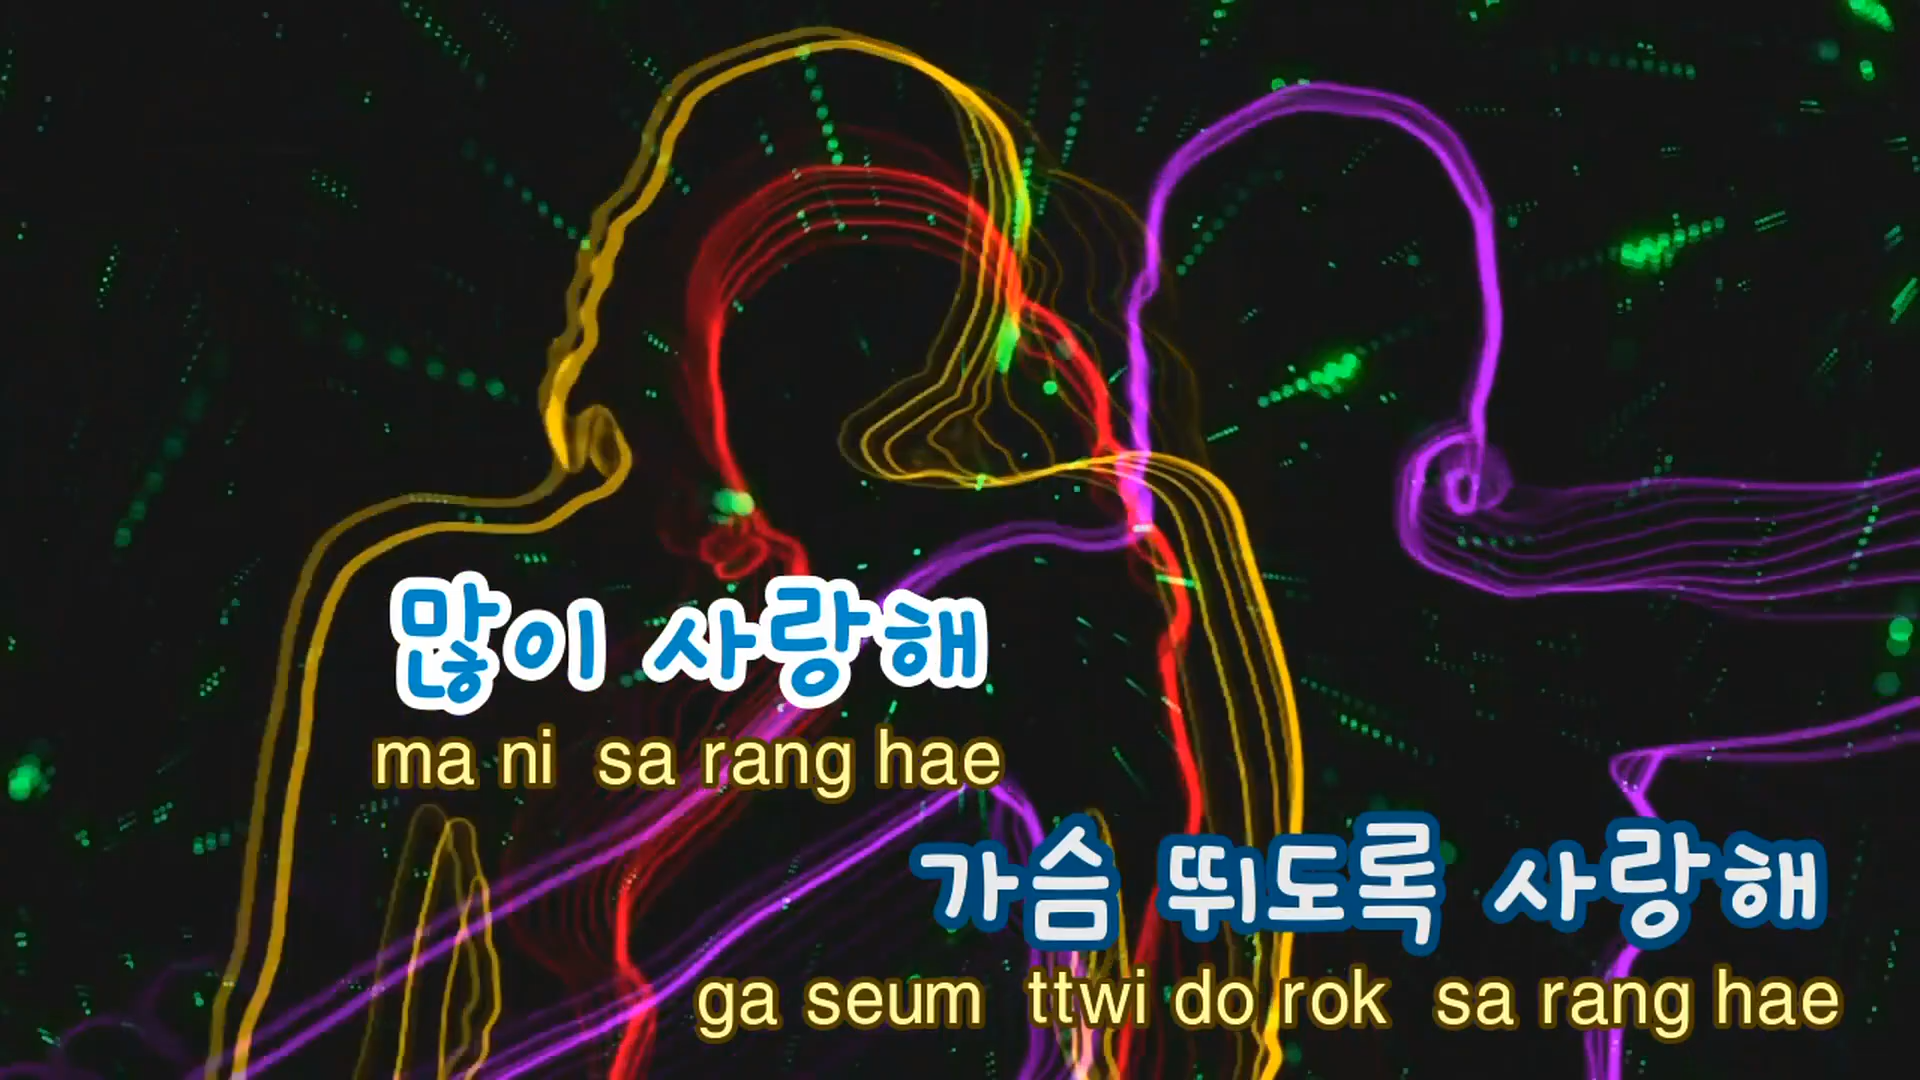 많이 사랑해
ma ni sa rang hae
가슴 뛰도록 사랑해
ga seum ttwi do rok sa rang hae